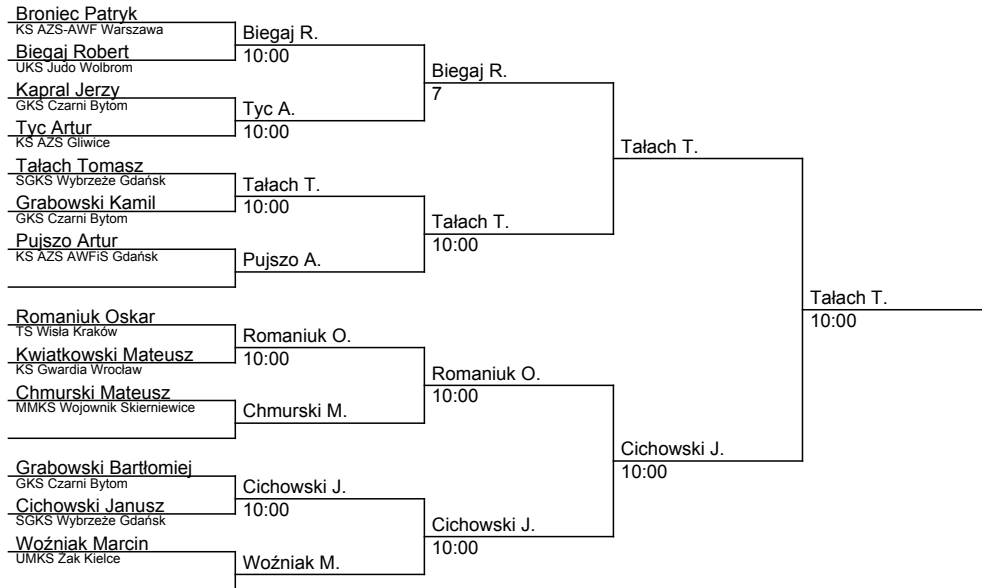 Broniec Patryk
KS AZS-AWF Warszawa
Biegaj R.
Biegaj Robert
10:00
UKS Judo Wolbrom
Biegaj R.
Kapral Jerzy
7
GKS Czarni Bytom
Tyc A.
Tyc Artur
10:00
KS AZS Gliwice
Tałach T.
Tałach Tomasz
SGKS Wybrzeże Gdańsk
Tałach T.
Grabowski Kamil
10:00
GKS Czarni Bytom
Tałach T.
Pujszo Artur
10:00
KS AZS AWFiS Gdańsk
Pujszo A.
Tałach T.
10:00
Romaniuk Oskar
TS Wisła Kraków
Romaniuk O.
Kwiatkowski Mateusz
10:00
KS Gwardia Wrocław
Romaniuk O.
Chmurski Mateusz
10:00
MMKS Wojownik Skierniewice
Chmurski M.
Cichowski J.
10:00
Grabowski Bartłomiej
GKS Czarni Bytom
Cichowski J.
Cichowski Janusz
10:00
SGKS Wybrzeże Gdańsk
Cichowski J.
Woźniak Marcin
10:00
UMKS Żak Kielce
Woźniak M.